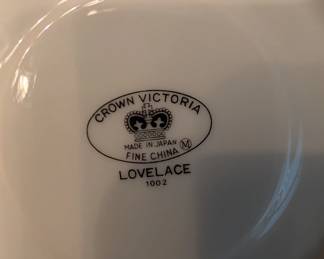 CROWN VICTORIA
MADE IN JAPAN
FINE CHINA M
LOVELACE
1002